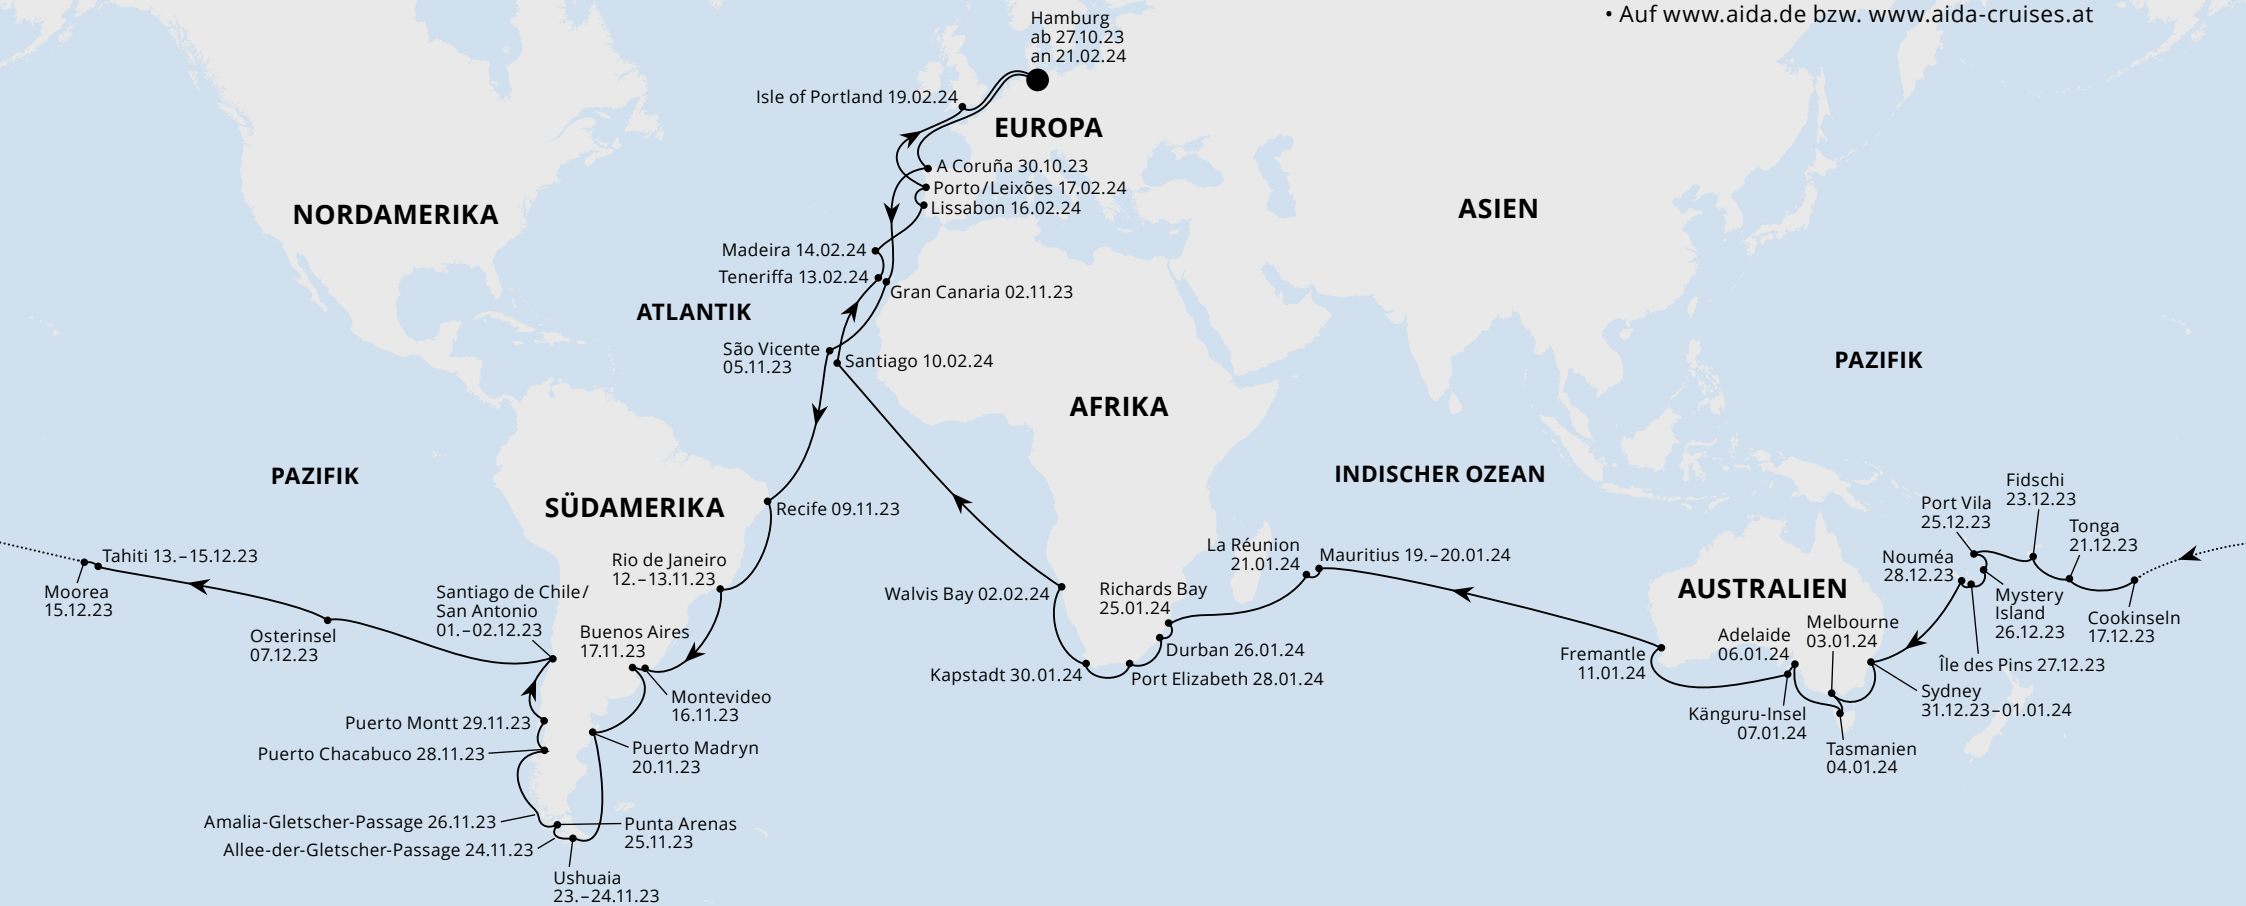 • Auf www.aida.de bzw. www.aida-cruises.at
Hamburg
ab 27.10.23
an 21.02.24
Isle of Portland 19.02.24
EUROPA
A Coruña 30.10.23
Porto/Leixões 17.02.24
Lissabon 16.02.24
NORDAMERIKA
ASIEN
Madeira 14.02.24
Teneriffa 13.02.24
Gran Canaria 02.11.23
ATLANTIK
São Vicente
05.11.23
Santiago 10.02.24
PAZIFIK
AFRIKA
PAZIFIK
INDISCHER OZEAN
SÜDAMERIKA
Recife 09.11.23
Fidschi
23.12.23
Port Vila
25.12.23
Tonga
21.12.23
Nouméa
28.12.23
Mystery
Island
26.12.23
Cookinseln
17.12.23
Île des Pins 27.12.23
Tahiti 13.–15.12.23
Moorea
15.12.23
Osterinsel
07.12.23
Rio de Janeiro
12.–13.11.23
Santiago de Chile/
San Antonio
01.–02.12.23
Buenos Aires
17.11.23
Montevideo
16.11.23
La Réunion
21.01.24
Mauritius 19.–20.01.24
Walvis Bay 02.02.24
Richards Bay
25.01.24
Durban 26.01.24
Kapstadt 30.01.24
Port Elizabeth 28.01.24
AUSTRALIEN
Melbourne
03.01.24
Adelaide
06.01.24
Fremantle
11.01.24
Känguru-Insel
07.01.24
Sydney
31.12.23–01.01.24
Tasmanien
04.01.24
Puerto Montt 29.11.23
Puerto Chacabuco 28.11.23
Puerto Madryn
20.11.23
Amalia-Gletscher-Passage 26.11.23
Punta Arenas
25.11.23
Allee-der-Gletscher-Passage 24.11.23
Ushuaia
23.–24.11.23